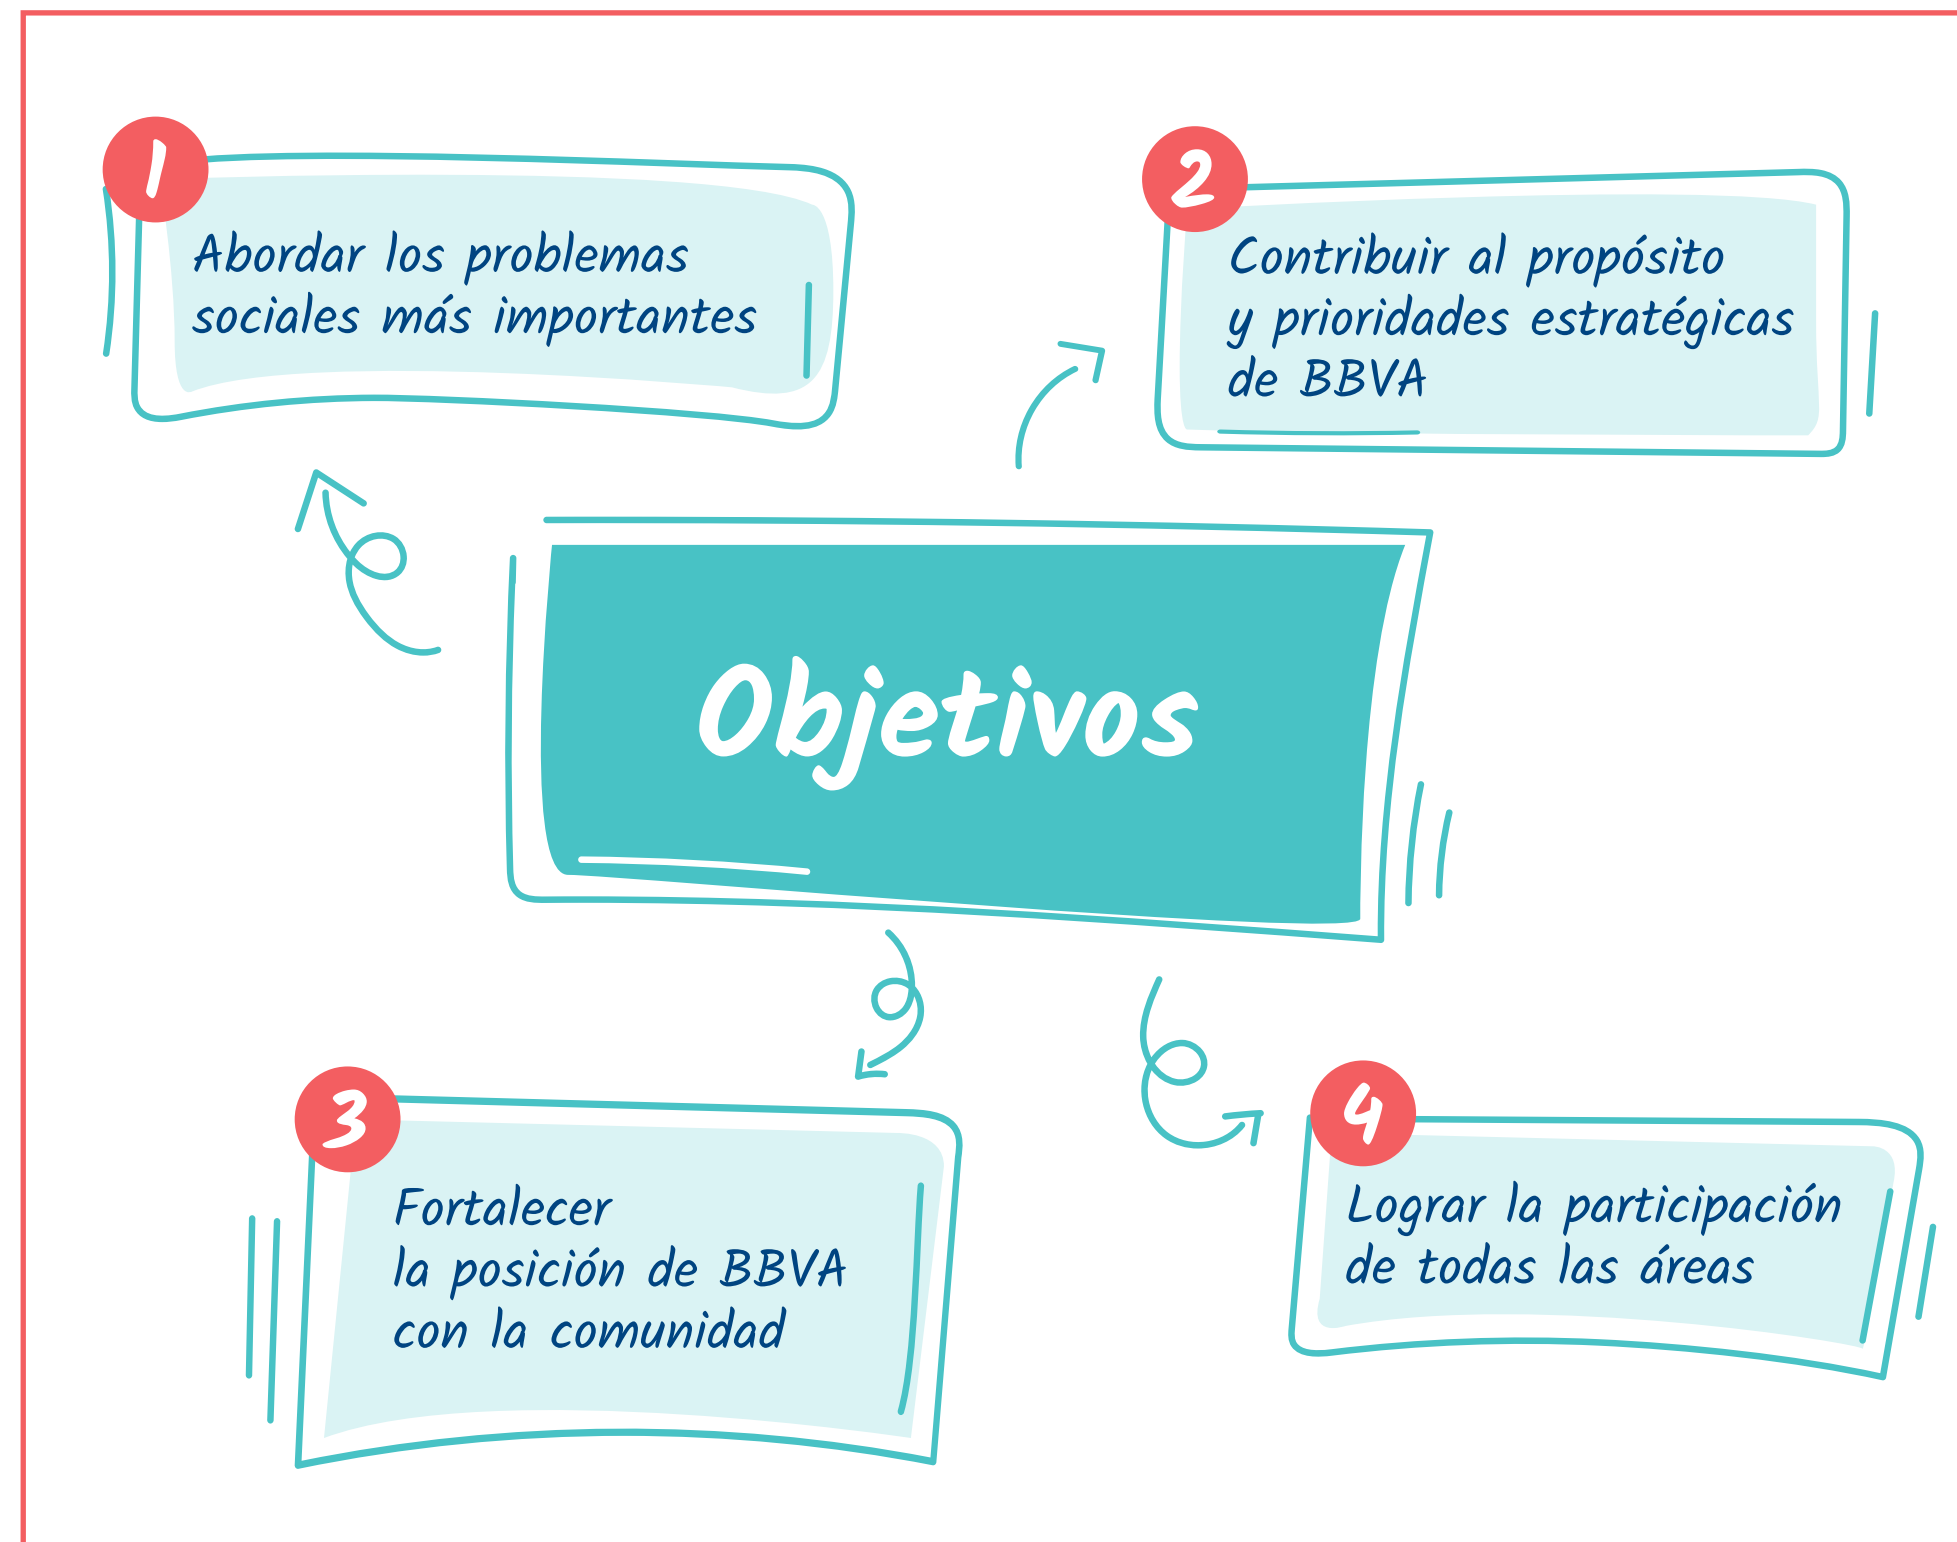 1
Abordar los problemas
sociales más importantes
2
Contribuir al propósito
y prioridades estratégicas
de BBVA
Objetivos
3
Fortalecer
la posición de BBVA
con la comunidad
4
Lograr la participación
de todas las áreas